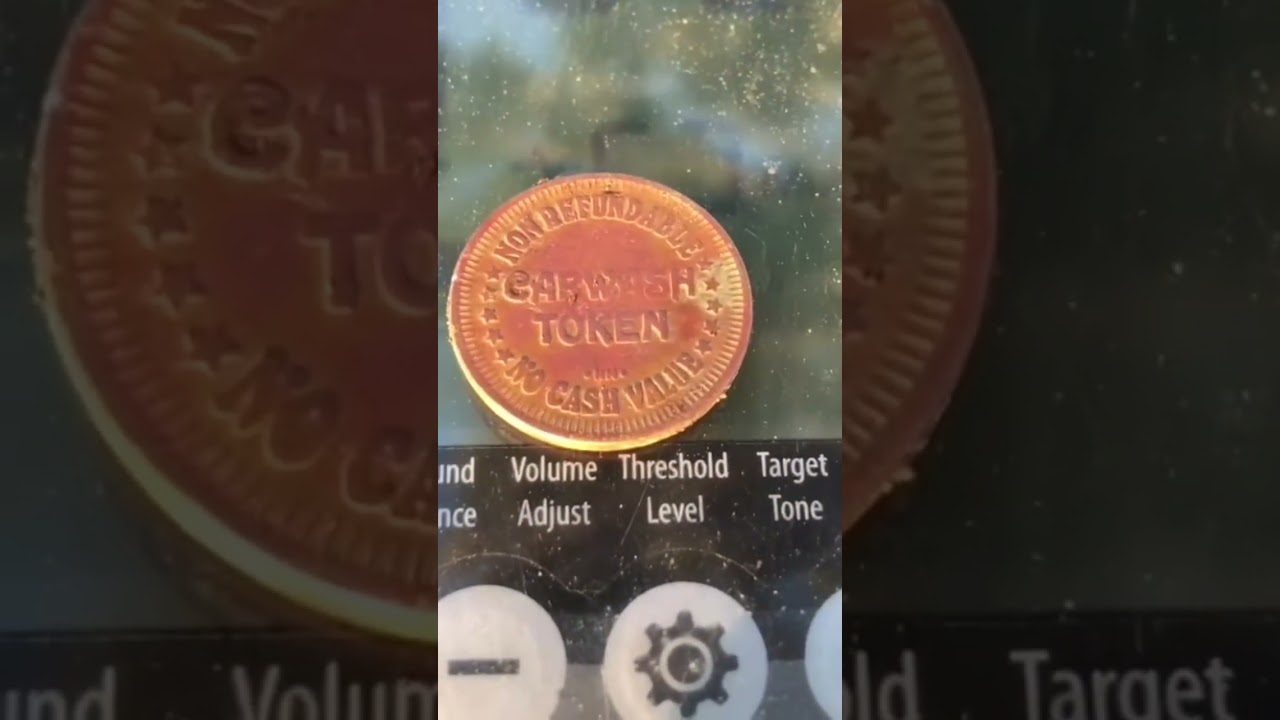 NON REFUNDABLE
CARWASH
TOKEN
NO CASH VALUE
Volume Threshold Target
Adjust Level Tone